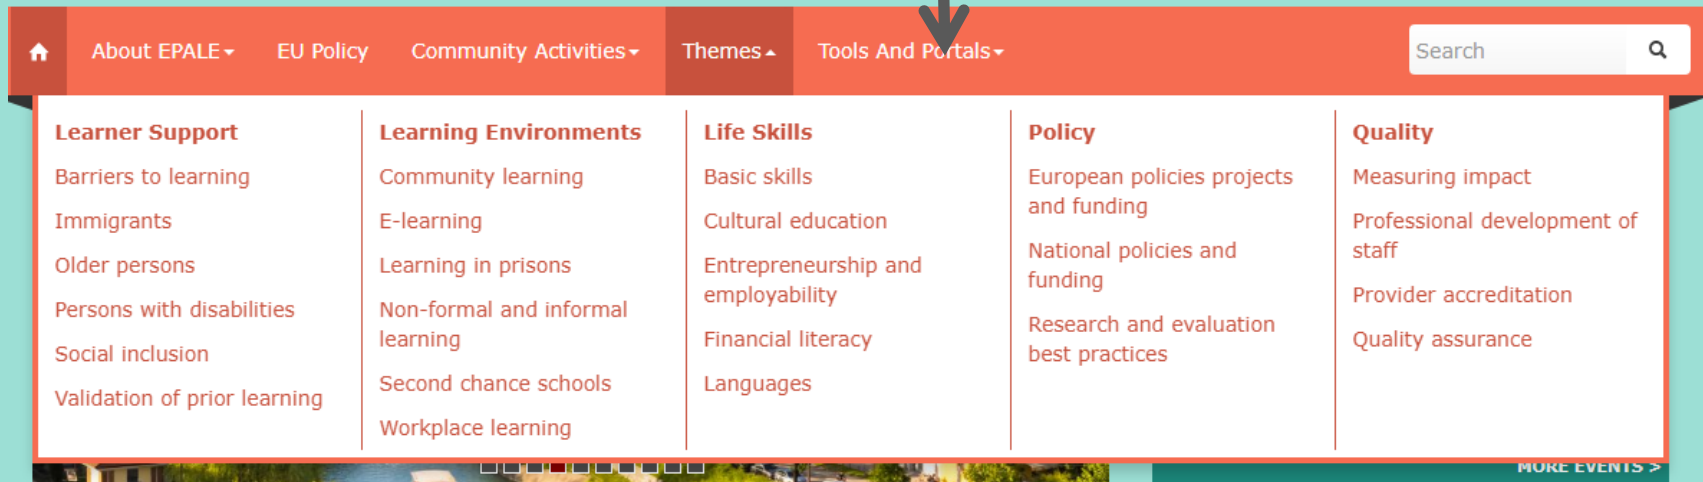 About EPALE
EU Policy
Community Activities
Themes
Tools And Portals
Search
Learner Support
Barriers to learning
Immigrants
Older persons
Persons with disabilities
Social inclusion
Validation of prior learning
Learning Environments
Community learning
E-learning
Learning in prisons
Non-formal and informal
learning
Second chance schools
Workplace learning
Life Skills
Basic skills
Cultural education
Entrepreneurship and
employability
Financial literacy
Languages
Policy
European policies projects
and funding
National policies and
funding
Research and evaluation
best practices
Quality
Measuring impact
Professional development of
staff
Provider accreditation
Quality assurance
MORE EVENTS >